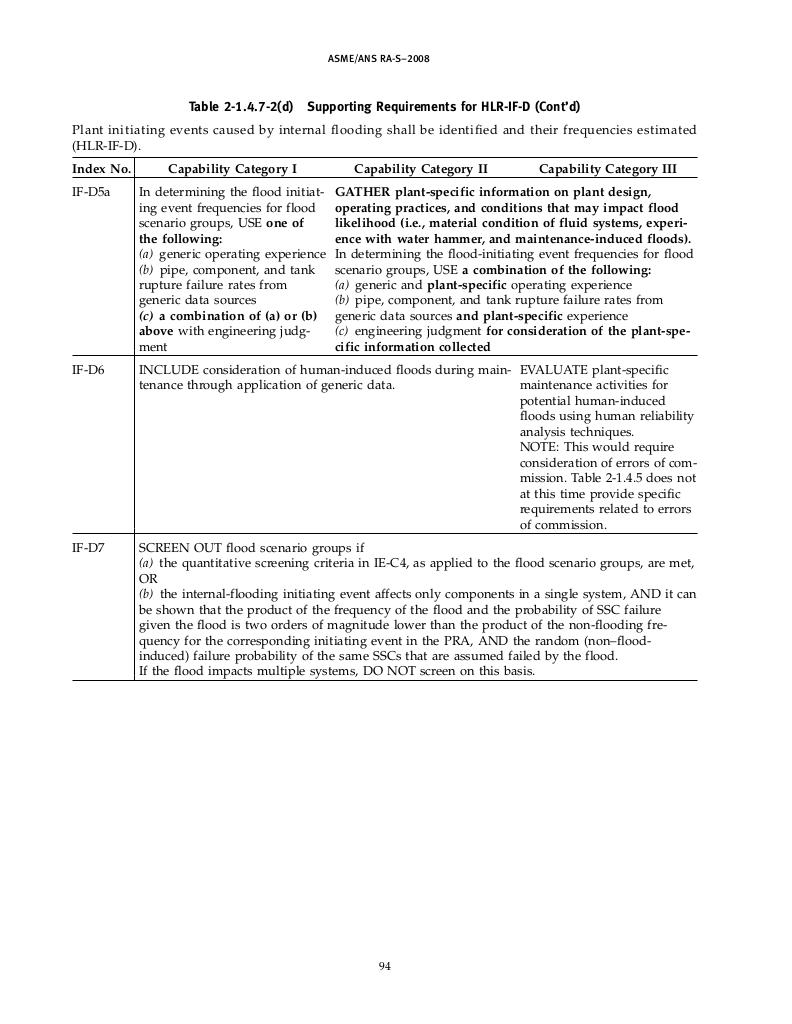 ASME/ANS RA-S–2008
Table 2-1.4.7-2(d) Supporting Requirements for HLR-IF-D (Cont'd)
Plant initiating events caused by internal flooding shall be identified and their frequencies estimated
(HLR-IF-D).
Index No. Capability Category I Capability Category II Capability Category III
IF-D5a
In determining the flood initiat-
ing event frequencies for flood
scenario groups, USE one of
the following:
(a) generic operating experience
(b) pipe, component, and tank
rupture failure rates from
generic data sources
(c) a combination of (a) or (b)
above with engineering judg-
ment
GATHER plant-specific information on plant design,
operating practices, and conditions that may impact flood
likelihood (i.e., material condition of fluid systems, experi-
ence with water hammer, and maintenance-induced floods).
In determining the flood-initiating event frequencies for flood
scenario groups, USE a combination of the following:
(a) generic and plant-specific operating experience
(b) pipe, component, and tank rupture failure rates from
generic data sources and plant-specific experience
(c) engineering judgment for consideration of the plant-spe-
cific information collected
IF-D6
INCLUDE consideration of human-induced floods during main-
tenance through application of generic data.
EVALUATE plant-specific
maintenance activities for
potential human-induced
floods using human reliability
analysis techniques.
NOTE: This would require
consideration of errors of com-
mission. Table 2-1.4.5 does not
at this time provide specific
requirements related to errors
of commission.
IF-D7
SCREEN OUT flood scenario groups if
(a) the quantitative screening criteria in IE-C4, as applied to the flood scenario groups, are met,
OR
(b) the internal-flooding initiating event affects only components in a single system, AND it can
be shown that the product of the frequency of the flood and the probability of SSC failure
given the flood is two orders of magnitude lower than the product of the non-flooding fre-
quency for the corresponding initiating event in the PRA, AND the random (non–flood-
induced) failure probability of the same SSCs that are assumed failed by the flood.
If the flood impacts multiple systems, DO NOT screen on this basis.
94